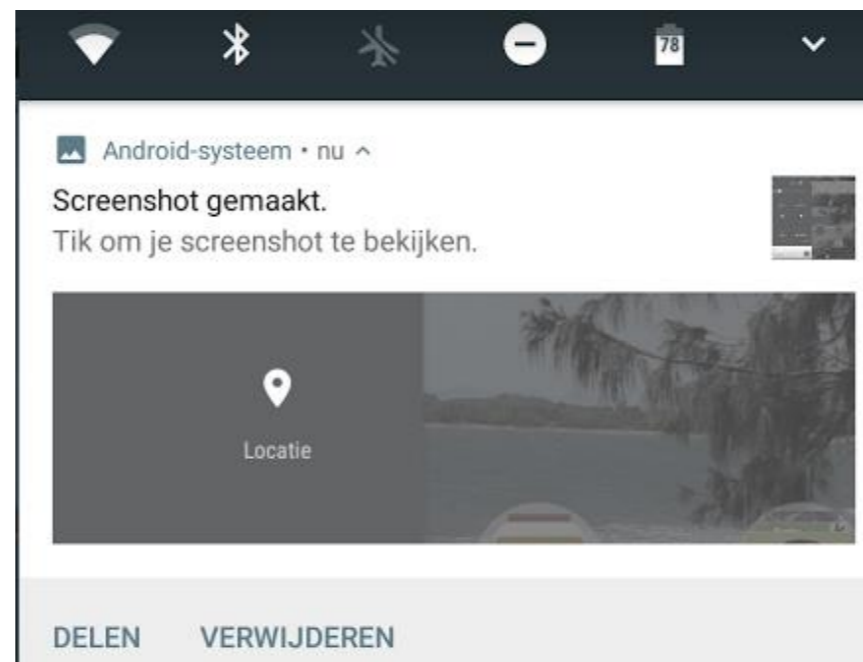 78
Android-systeem • nu
Screenshot gemaakt.
Tik om je screenshot te bekijken.
Locatie
DELEN VERWIJDEREN